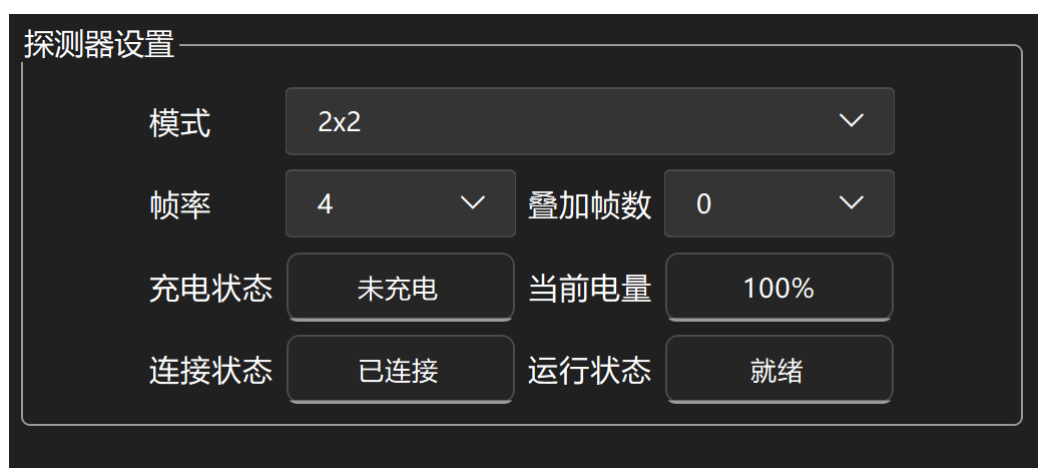 探测器设置
模式 2x2
帧率 4 叠加帧数 0
充电状态 未充电 当前电量 100%
连接状态 已连接 运行状态 就绪